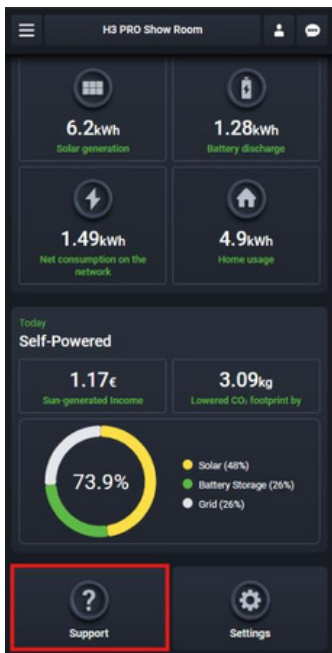 H3 PRO Show Room
6.2kWh
Solar generation
1.28kWh
Battery discharge
1.49kWh
Net consumption on the
network
4.9kWh
Home usage
Today
Self-Powered
1.17€
Sun-generated Income
3.09kg
Lowered CO₂ footprint by
73.9%
Solar (48%)
Battery Storage (26%)
Grid (26%)
?
Support
Settings